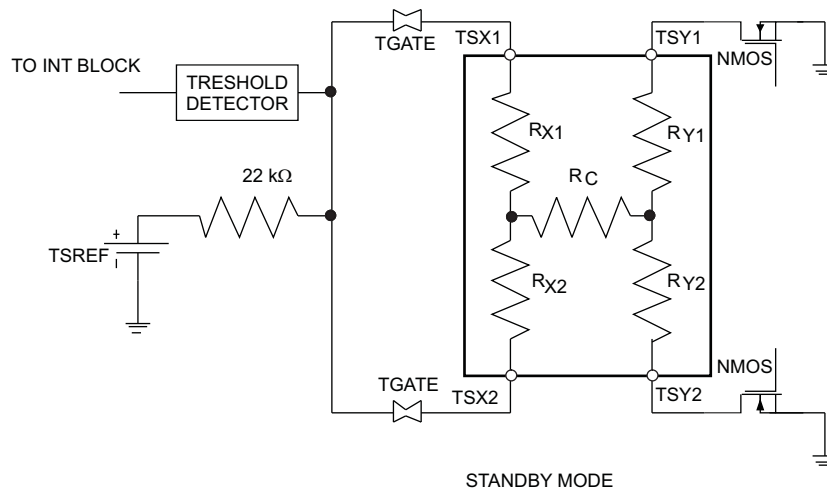 TGATE
TSX1
TSY1
NMOS
TO INT BLOCK
TRESHOLD
DETECTOR
RX1
RY1
22 kΩ
RC
+
TSREF
RX2
RY2
NMOS
TGATE
TSX2
TSY2
STANDBY MODE